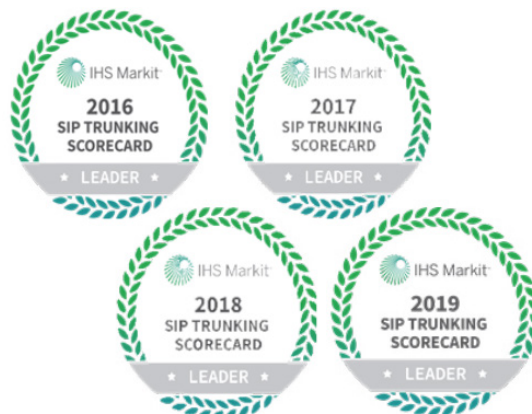 IHS Markit
2016
SIP TRUNKING
SCORECARD
LEADER
IHS Markit
2017
SIP TRUNKING
SCORECARD
LEADER
IHS Markit
2018
SIP TRUNKING
SCORECARD
LEADER
IHS Markit
2019
SIP TRUNKING
SCORECARD
LEADER